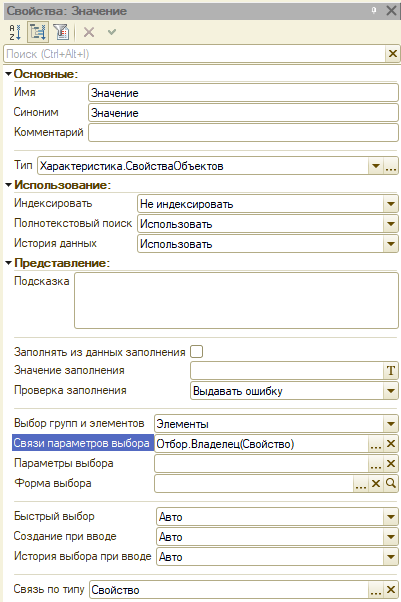 Свойства: Значение
Поиск (Ctrl+Alt+I)
Основные:
Имя Значение
Синоним Значение
Комментарий
Тип Характеристика.СвойстваОбъектов ...
Использование:
Индексировать Не индексировать
Полнотекстовый поиск Использовать
История данных Использовать
Представление:
Подсказка
Заполнять из данных заполнения
Значение заполнения T
Проверка заполнения Выдавать ошибку
Выбор групп и элементов Элементы
Связи параметров выбора Отбор.Владелец(Свойство) ...
Параметры выбора ...
Форма выбора ...
Быстрый выбор Авто
Создание при вводе Авто
История выбора при вводе Авто
Связь по типу Свойство ...